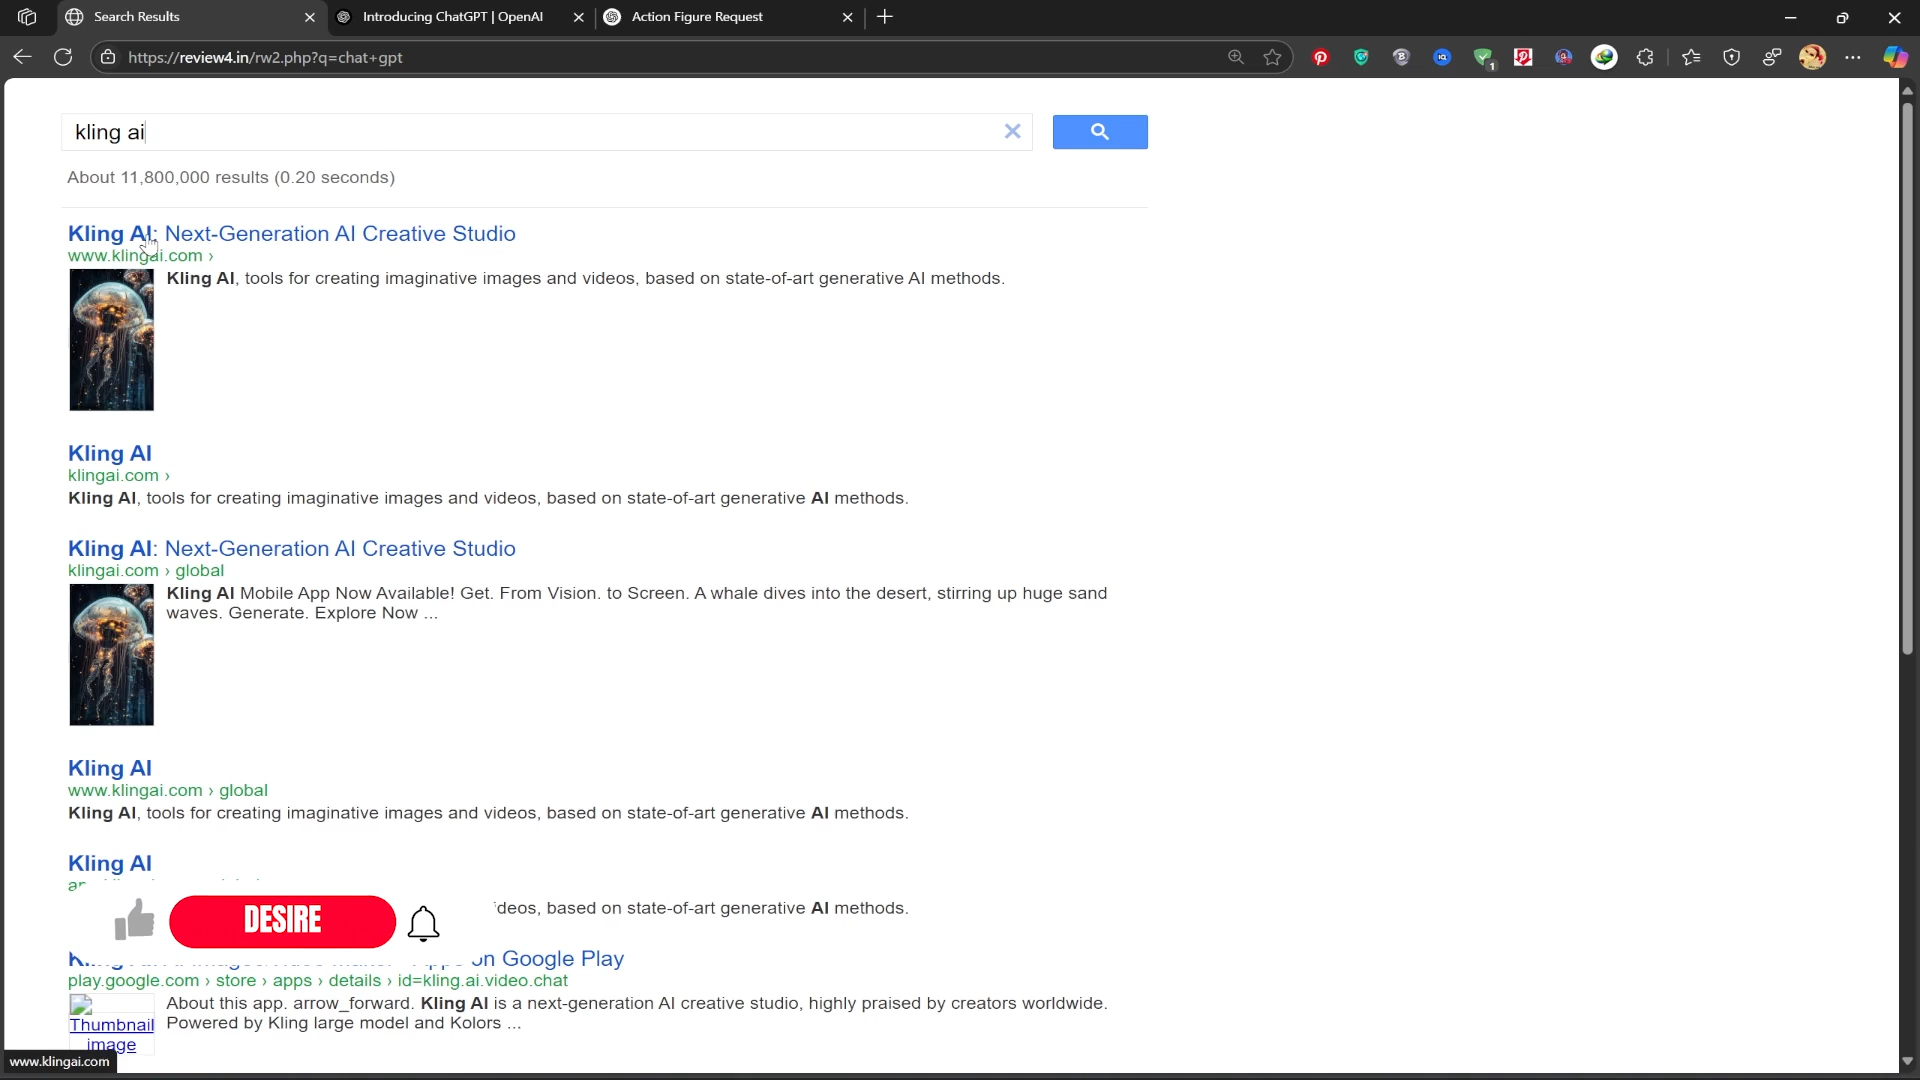 Search Results
Introducing ChatGPT | OpenAI
Action Figure Request
https://review4.in/rw2.php?q=chat+gpt
kling ai
About 11,800,000 results (0.20 seconds)
Kling AI: Next-Generation AI Creative Studio
www.klingai.com ›
Kling AI, tools for creating imaginative images and videos, based on state-of-art generative AI methods.
Kling AI
klingai.com ›
Kling AI, tools for creating imaginative images and videos, based on state-of-art generative AI methods.
Kling AI: Next-Generation AI Creative Studio
klingai.com › global
Kling AI Mobile App Now Available! Get. From Vision. to Screen. A whale dives into the desert, stirring up huge sand
waves. Generate. Explore Now ...
Kling AI
www.klingai.com › global
Kling AI, tools for creating imaginative images and videos, based on state-of-art generative AI methods.
Kling AI
based on state-of-art generative AI methods.
DESIRE
on Google Play
play.google.com › store › apps › details › id=kling.ai.video.chat
Thumbnail
image
About this app. arrow_forward. Kling AI is a next-generation AI creative studio, highly praised by creators worldwide.
Powered by Kling large model and Kolors ...
www.klingai.com